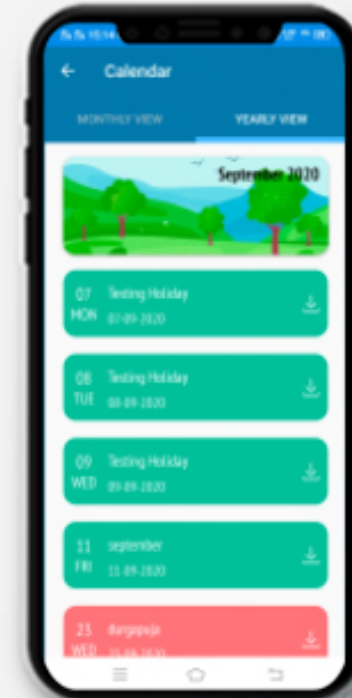 Calendar
MONTHLY VIEW YEARLY VIEW
September 2020
07 Testing Holiday
MON 07-09-2020
08 Testing Holiday
TUE 08-09-2020
09 Testing Holiday
WED 09-09-2020
11 september
FRI 11-09-2020
23 durgapuja
WED